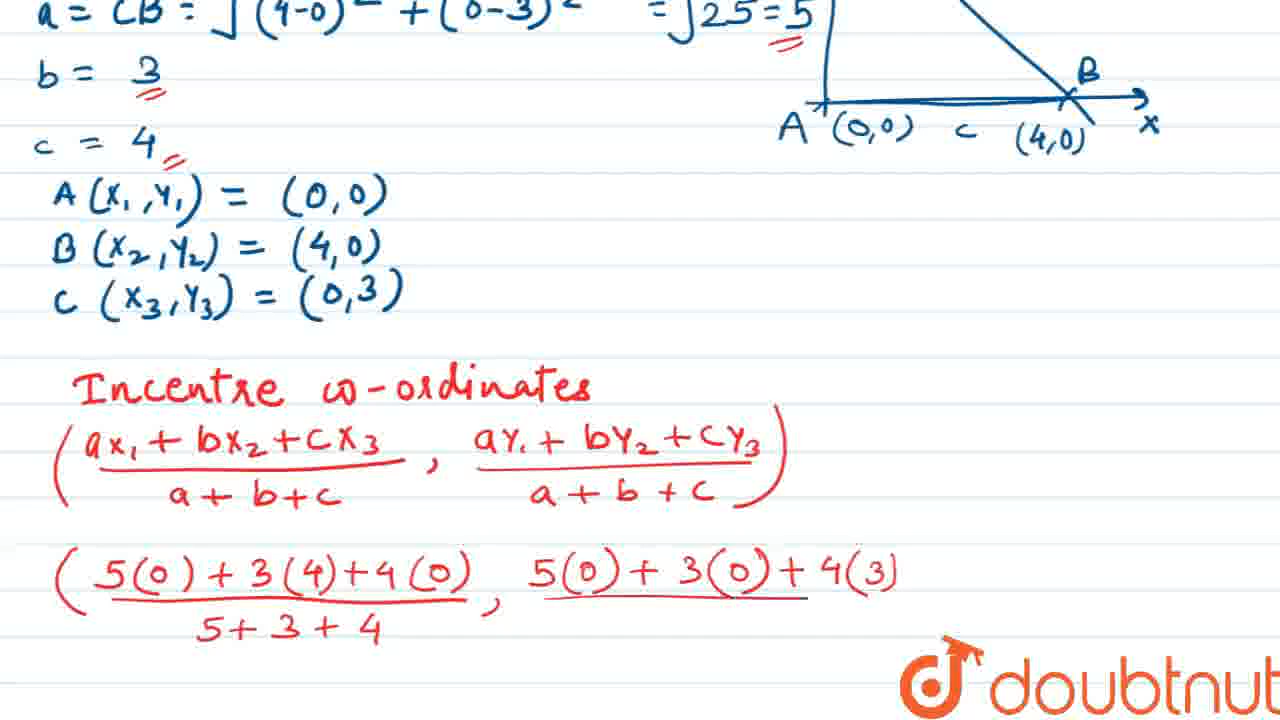 a = CB = √(4-0)² + (0-3)² = √25 = 5
b = 3
c = 4
B
A (0,0) c (4,0) x
A (x₁, y₁) = (0,0)
B (x₂, y₂) = (4,0)
C (x₃, y₃) = (0,3)
Incentre co-ordinates
(ax₁ + bx₂ + cx₃ / a + b + c , ay₁ + by₂ + cy₃ / a + b + c)
(5(0) + 3(4) + 4(0) / 5 + 3 + 4 , 5(0) + 3(0) + 4(3)
doubtnut